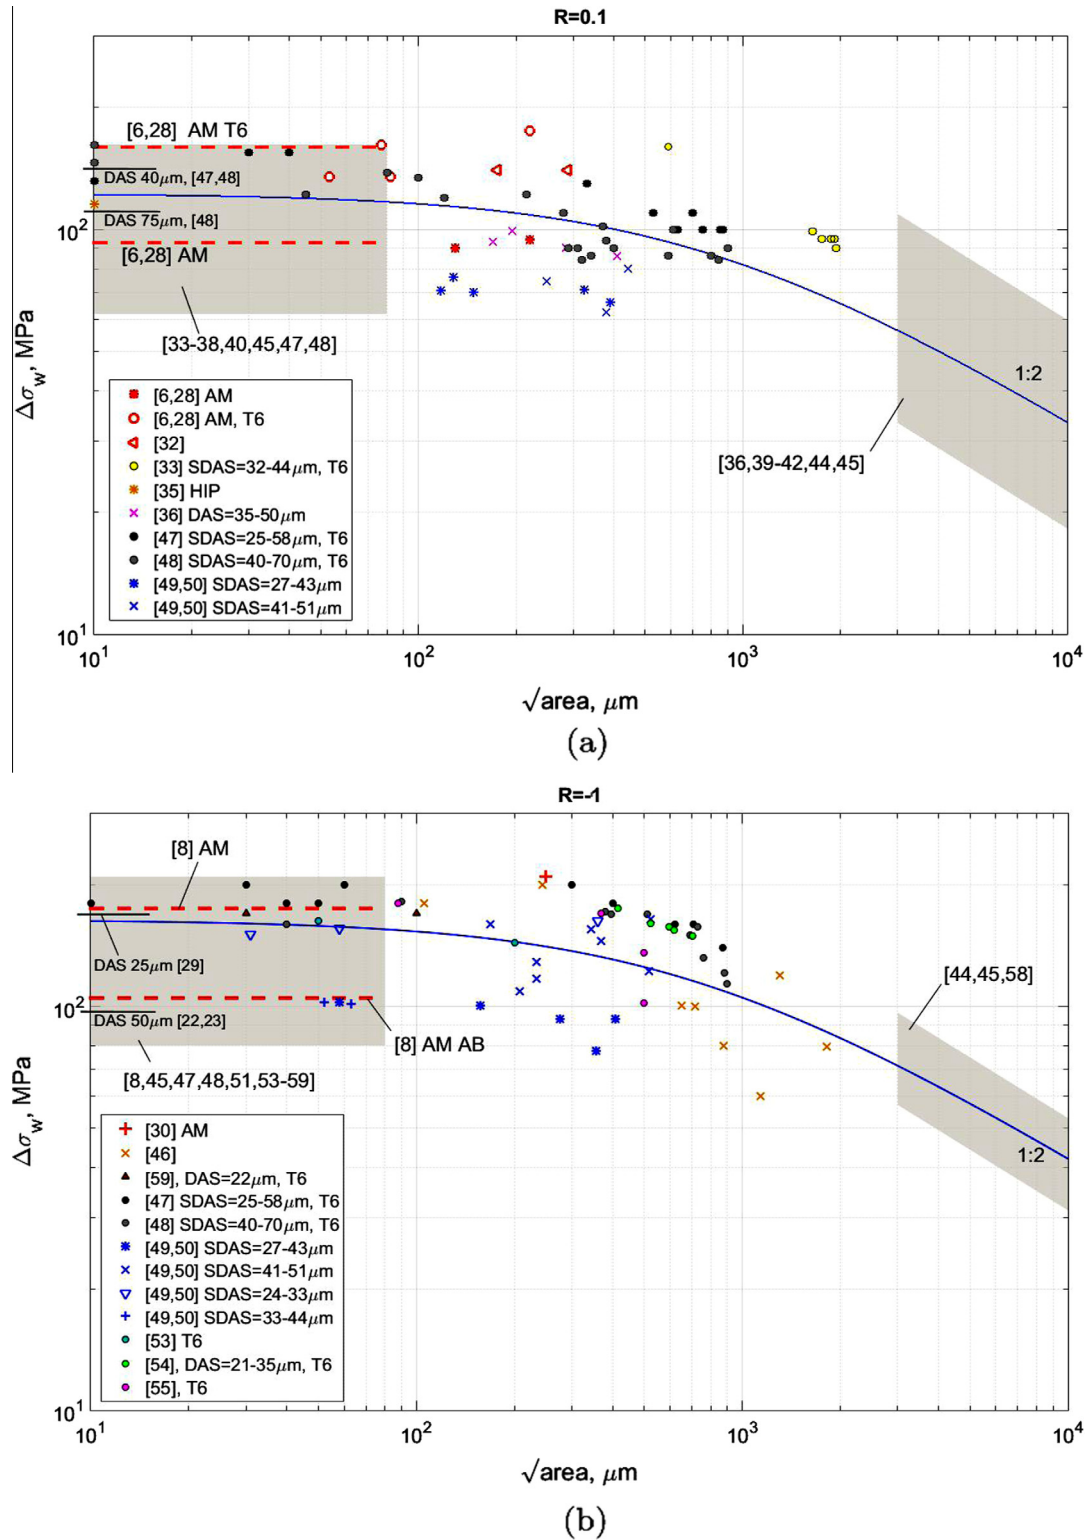 R=0.1
[6,28] AM T6
DAS 40μm, [47,48]
DAS 75μm, [48]
[6,28] AM
[33-38,40,45,47,48]
1:2
[36,39-42,44,45]
Δσw, MPa
10²
10¹
[6,28] AM
[6,28] AM, T6
[32]
[33] SDAS=32-44μm, T6
[35] HIP
[36] DAS=35-50μm
[47] SDAS=25-58μm, T6
[48] SDAS=40-70μm, T6
[49,50] SDAS=27-43μm
[49,50] SDAS=41-51μm
10¹ 10² 10³ 10⁴
√area, μm
(a)
R=-1
[8] AM
DAS 25μm [29]
DAS 50μm [22,23]
[8] AM AB
[8,45,47,48,51,53-59]
[44,45,58]
1:2
Δσw, MPa
10²
10¹
[30] AM
[46]
[59], DAS=22μm, T6
[47] SDAS=25-58μm, T6
[48] SDAS=40-70μm, T6
[49,50] SDAS=27-43μm
[49,50] SDAS=41-51μm
[49,50] SDAS=24-33μm
[49,50] SDAS=33-44μm
[53] T6
[54], DAS=21-35μm, T6
[55], T6
10¹ 10² 10³ 10⁴
√area, μm
(b)